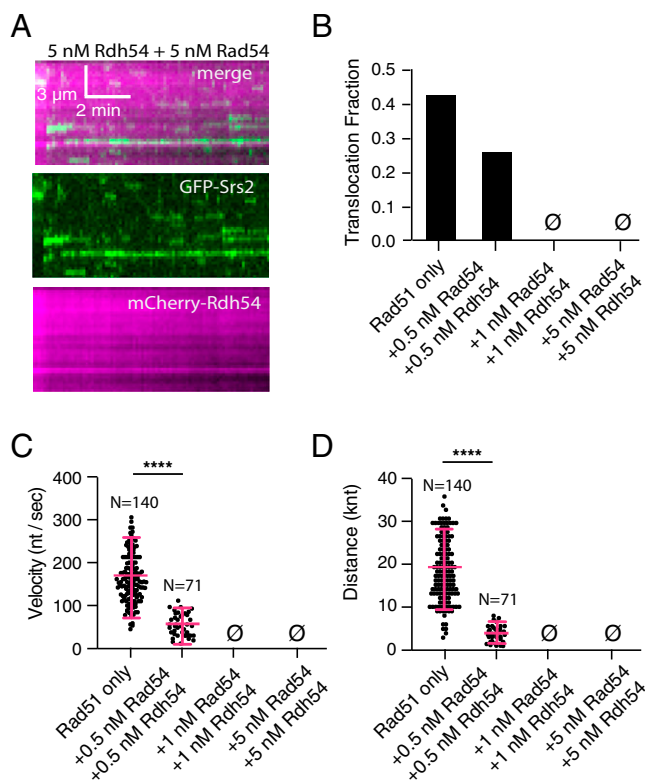 A
5 nM Rdh54 + 5 nM Rad54
merge
3 μm
2 min
GFP-Srs2
mCherry-Rdh54
B
Translocation Fraction
0.5
0.4
0.3
0.2
0.1
0.0
Ø
Ø
Rad51 only
+0.5 nM Rad54
+0.5 nM Rdh54
+1 nM Rad54
+1 nM Rdh54
+5 nM Rad54
+5 nM Rdh54
C
Velocity (nt / sec)
400
300
200
100
0
****
N=140
N=71
Ø
Ø
Rad51 only
+0.5 nM Rad54
+0.5 nM Rdh54
+1 nM Rad54
+1 nM Rdh54
+5 nM Rad54
+5 nM Rdh54
D
Distance (knt)
40
30
20
10
0
****
N=140
N=71
Ø
Ø
Rad51 only
+0.5 nM Rad54
+0.5 nM Rdh54
+1 nM Rad54
+1 nM Rdh54
+5 nM Rad54
+5 nM Rdh54